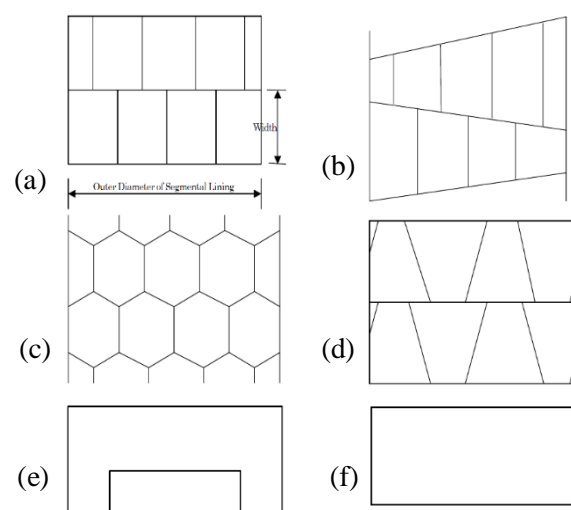 Width
(a)
(b)
Outer Diameter of Segmental Lining
(c)
(d)
(e)
(f)